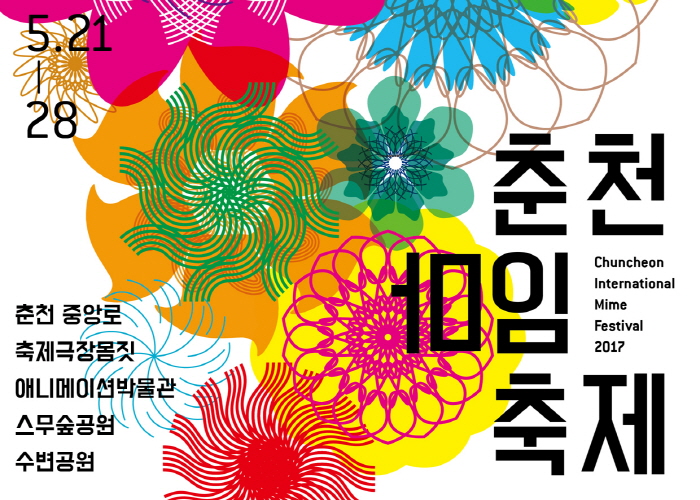 5.21
|
28
춘천
마임
축제
Chuncheon
International
Mime
Festival
2017
춘천 중앙로
축제극장몸짓
애니메이션박물관
스무숲공원
수변공원